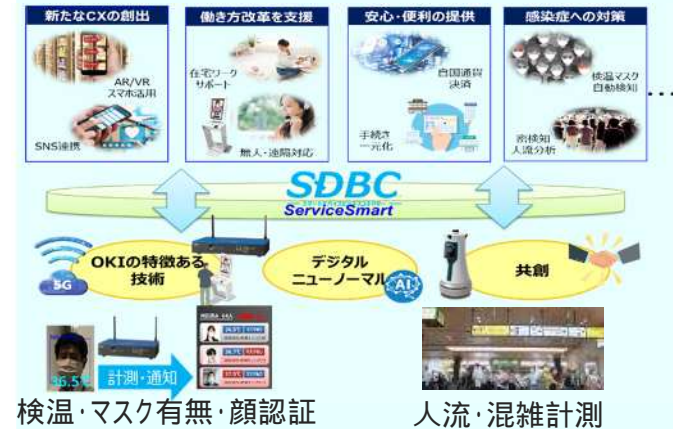 新たなCXの創出
AR/VR
スマホ活用
SNS連携
働き方改革を支援
在宅ワーク
サポート
無人・遠隔対応
安心・便利の提供
自国通貨
決済
手続き
一元化
感染症への対策
検温マスク
自動検知
密検知
人流分析
…
SDBC
ServiceSmart
5G
OKIの特徴ある
技術
デジタル
ニューノーマル
AI
共創
36.5
計測・通知
検温・マスク有無・顔認証
人流・混雑計測